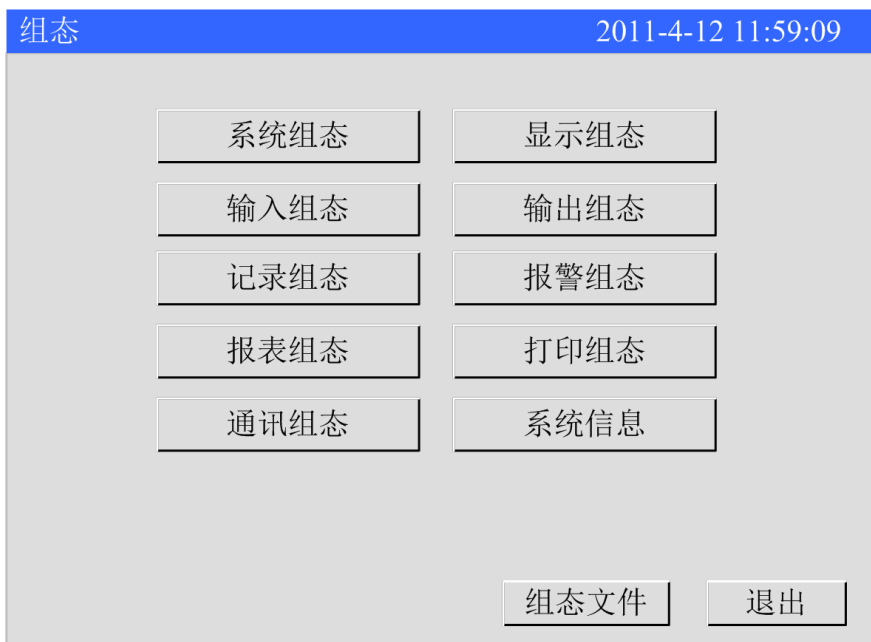 组态 2011-4-12 11:59:09
系统组态 显示组态
输入组态 输出组态
记录组态 报警组态
报表组态 打印组态
通讯组态 系统信息
组态文件 退出